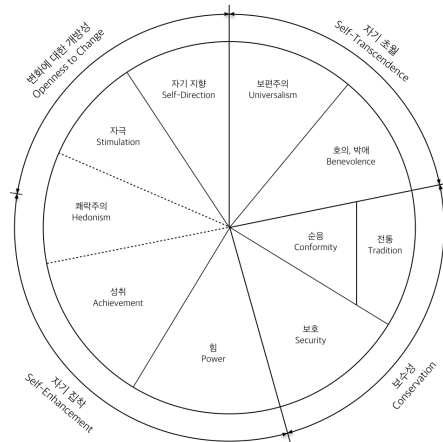 변화에 대한 개방성
Openness to Change
자기 초월
Self-Transcendence
자기 지향
Self-Direction
보편주의
Universalism
자극
Stimulation
호의, 박애
Benevolence
쾌락주의
Hedonism
순응
Conformity
전통
Tradition
성취
Achievement
힘
Power
보호
Security
자기 집착
Self-Enhancement
보수성
Conservation